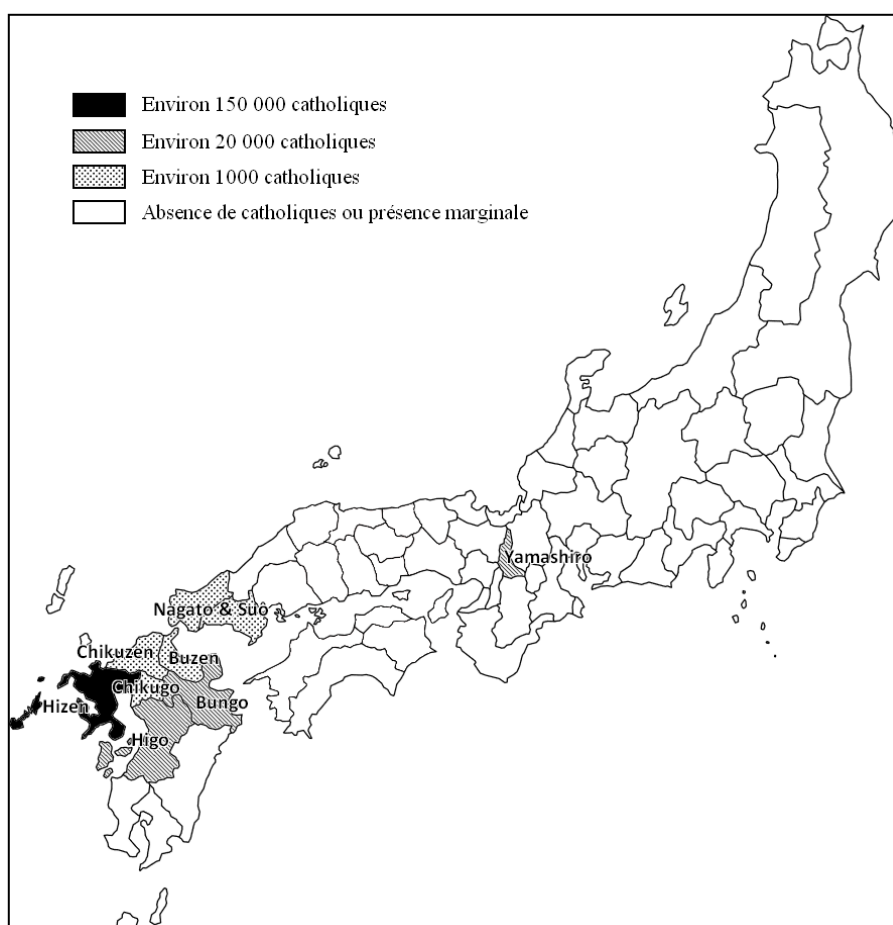 Environ 150 000 catholiques
Environ 20 000 catholiques
Environ 1000 catholiques
Absence de catholiques ou présence marginale
Yamashiro
Nagato & Suô
Chikuzen
Buzen
Chikugo
Bungo
Hizen
Higo